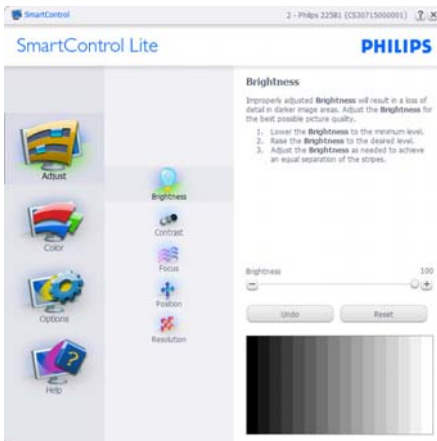 SmartControl
2 - Philips 225B1 (CS30715000001)
SmartControl Lite
PHILIPS
Adjust
Color
Options
Help
Brightness
Contrast
Focus
Position
Resolution
Brightness
Improperly adjusted Brightness will result in a loss of
detail in darker image areas. Adjust the Brightness for
the best possible picture quality.
1. Lower the Brightness to the minimum level.
2. Raise the Brightness to the desired level.
3. Adjust the Brightness as needed to achieve
an equal separation of the stripes.
Brightness 100
Undo
Reset